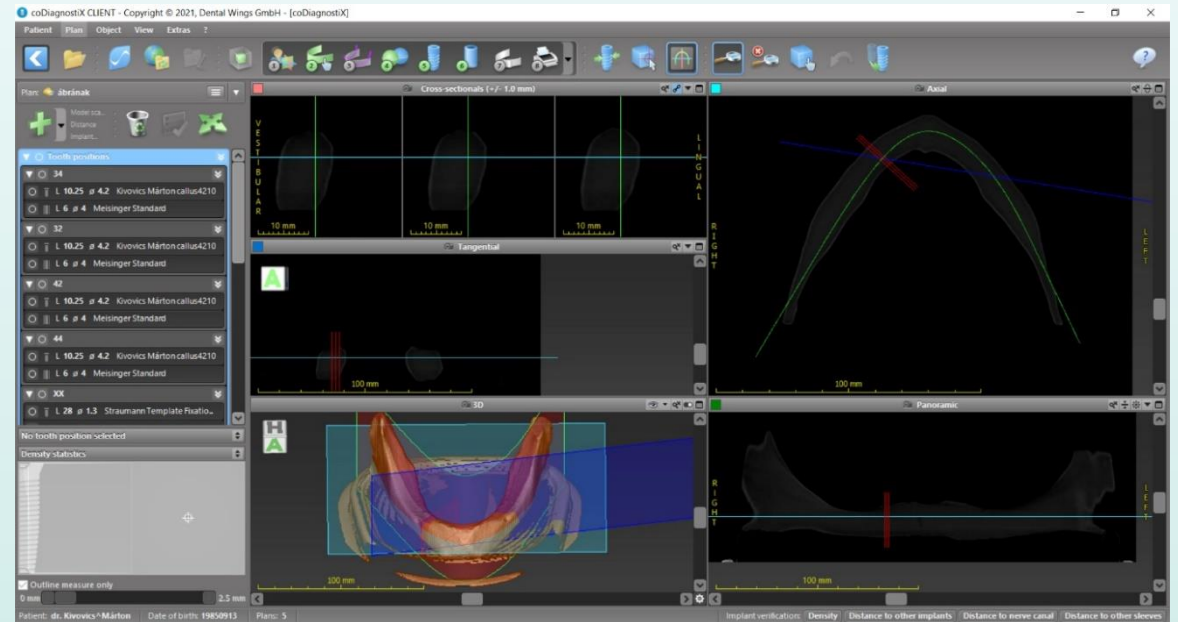 coDiagnostiX CLIENT - Copyright © 2021, Dental Wings GmbH - [coDiagnostiX]
Patient Plan Object View Extras ?
Plan: ábrának
Distance
Implant...
Tooth positions
34
L 10.25 ø 4.2 Kivovics Márton callus4210
L 6 ø 4 Meisinger Standard
32
L 10.25 ø 4.2 Kivovics Márton callus4210
L 6 ø 4 Meisinger Standard
42
L 10.25 ø 4.2 Kivovics Márton callus4210
L 6 ø 4 Meisinger Standard
44
L 10.25 ø 4.2 Kivovics Márton callus4210
L 6 ø 4 Meisinger Standard
XX
L 28 ø 1.3 Straumann Template Fixatio...
No tooth position selected
Density statistics
Outline measure only
0 mm 2.5 mm
Cross-sectionals (+/- 1.0 mm)
VESTIBULAR
LINGUAL
10 mm
10 mm
10 mm
Tangential
A
100 mm
3D
H
A
100 mm
Axial
RIGHT
LEFT
100 mm
Panoramic
RIGHT
LEFT
100 mm
Patient: dr. Kivovics^Márton Date of birth: 19850913 Plans: 5
Implant verification: Density Distance to other implants Distance to nerve canal Distance to other sleeves